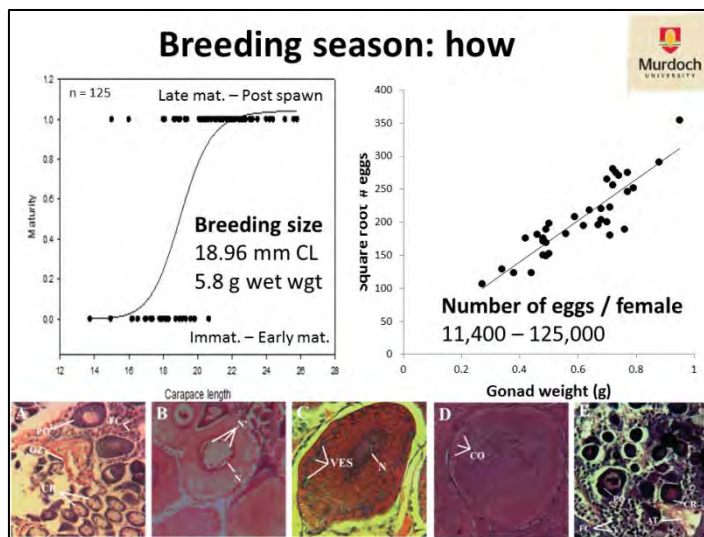 Breeding season: how
Murdoch
UNIVERSITY
n = 125
Late mat. – Post spawn
1.2
1.0
0.8
0.6
0.4
0.2
0.0
Maturity
Breeding size
18.96 mm CL
5.8 g wet wgt
Immat. – Early mat.
12 14 16 18 20 22 24 26 28
Carapace length
400
350
300
250
200
150
100
50
0
Square root # eggs
Number of eggs / female
11,400 – 125,000
0 0.2 0.4 0.6 0.8 1
Gonad weight (g)
A
PO
FC
OZ
CR
B
N'
N
C
VES
N
D
CO
E
PO
CR
FC
AT